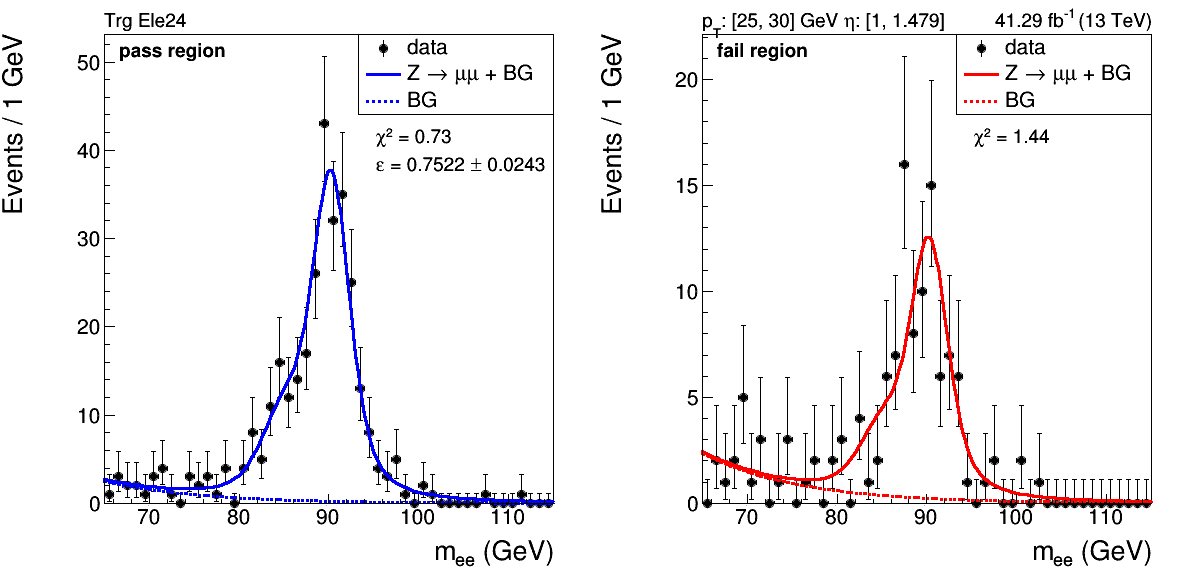 Trg Ele24
pass region
data
Z → μμ + BG
BG
χ² = 0.73
ε = 0.7522 ± 0.0243
Events / 1 GeV
50
40
30
20
10
0
70 80 90 100 110
m_ee (GeV)
p_T: [25, 30] GeV η: [1, 1.479] 41.29 fb⁻¹ (13 TeV)
fail region
data
Z → μμ + BG
BG
χ² = 1.44
Events / 1 GeV
20
15
10
5
0
70 80 90 100 110
m_ee (GeV)